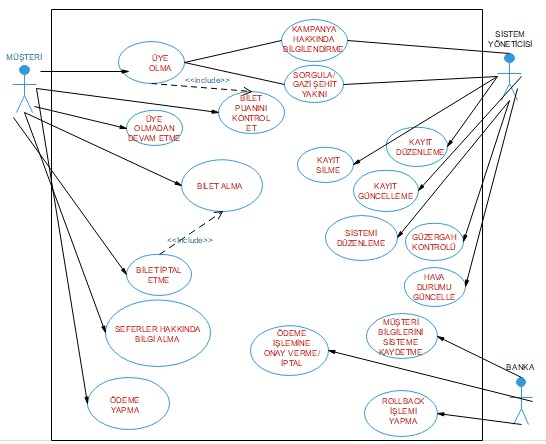 MÜŞTERİ
SİSTEM
YÖNETİCİSİ
ÜYE
OLMA
KAMPANYA
HAKKINDA
BİLGİLENDİRME
SORGULA/
GAZİ ŞEHİT
YAKINI
<<include>>
BİLET
PUANINI
KONTROL
ET
ÜYE
OLMADAN
DEVAM ETME
KAYIT
DÜZENLEME
KAYIT
SİLME
KAYIT
GÜNCELLEME
BİLET ALMA
SİSTEMİ
DÜZENLEME
GÜZERGAH
KONTROLÜ
<<include>>
BİLET İPTAL
ETME
HAVA
DURUMU
GÜNCELLE
SEFERLER HAKKINDA
BİLGİ ALMA
ÖDEME
İŞLEMİNE
ONAY VERME/
İPTAL
MÜŞTERİ
BİLGİLERİNİ
SİSTEME
KAYDETME
BANKA
ÖDEME
YAPMA
ROLLBACK
İŞLEMİ
YAPMA